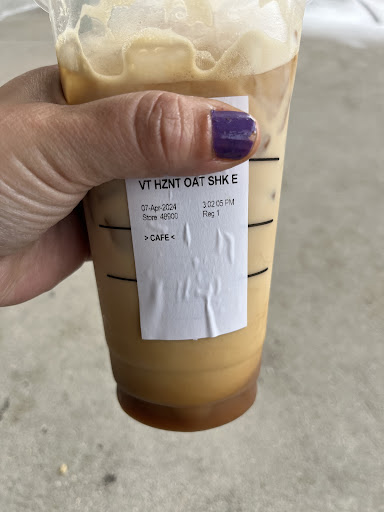 VT HZNT OAT SHK E
07-Apr-2024 3:02:05 PM
Store: 48900 Reg 1
> CAFE <